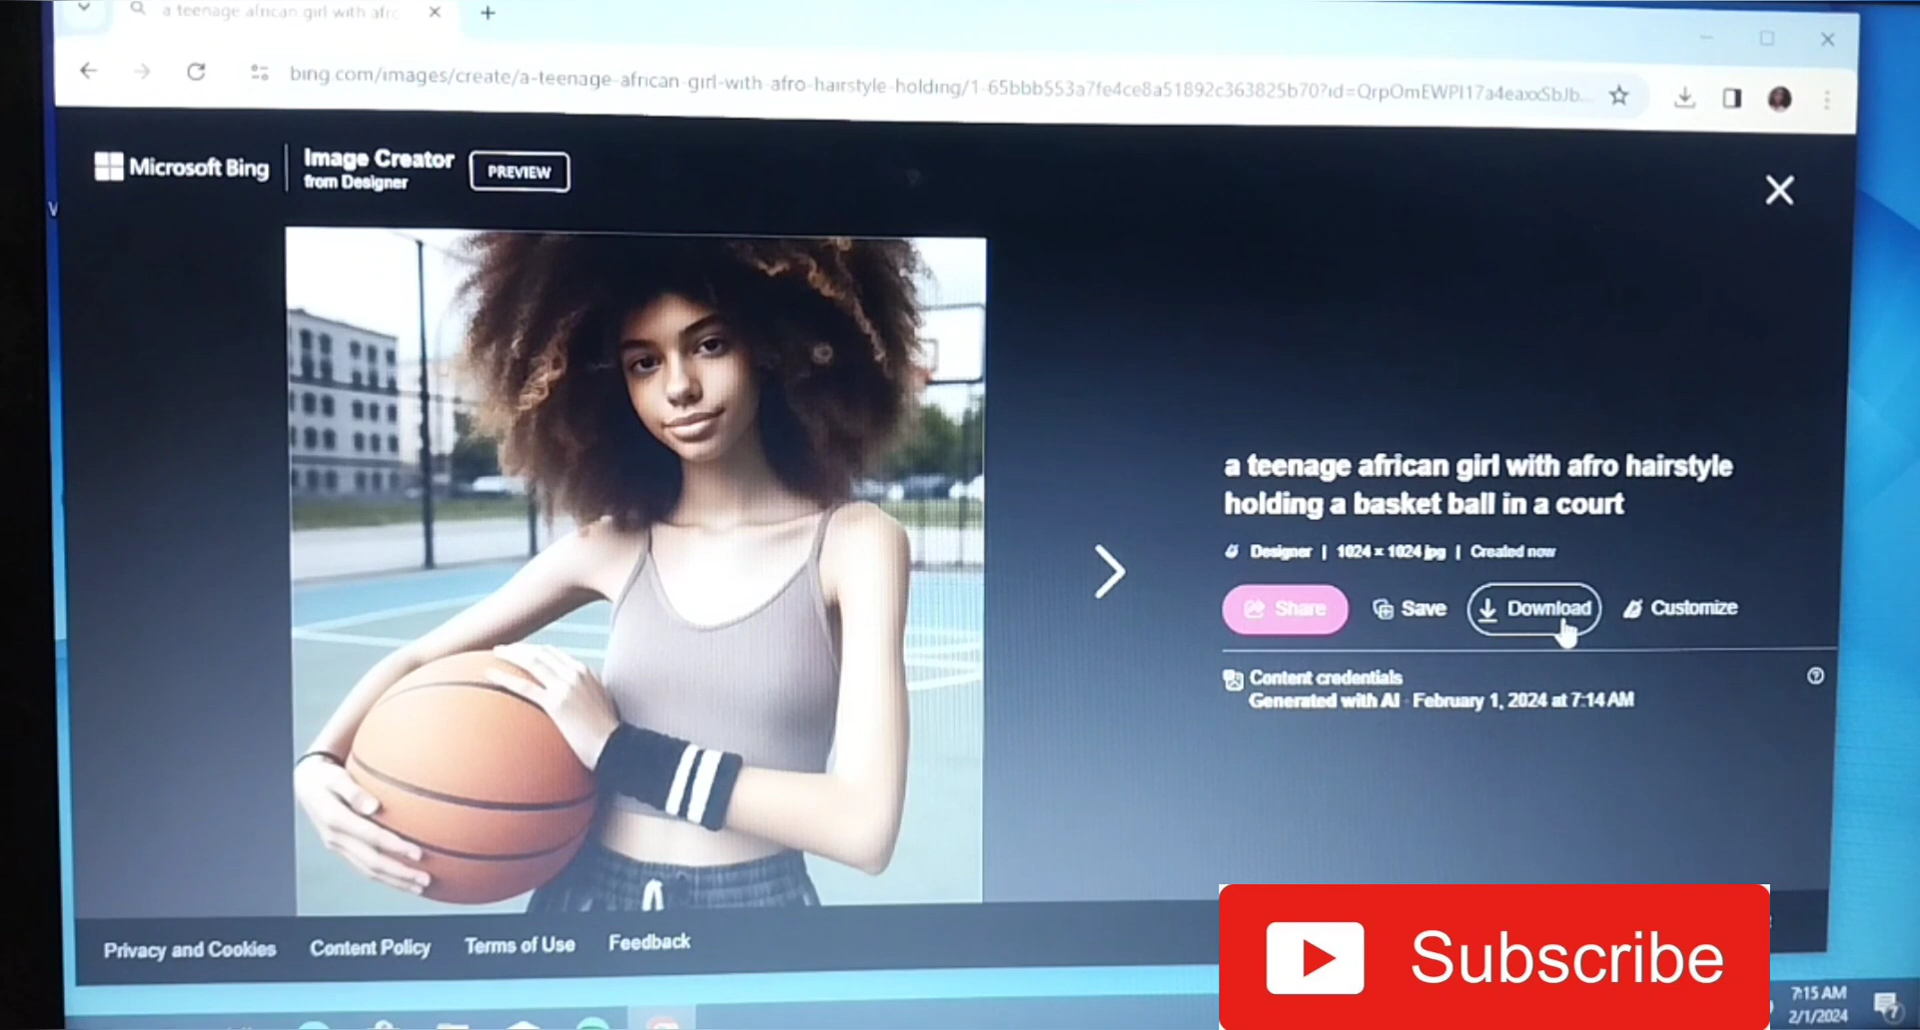 a teenage african girl with afro
bing.com/images/create/a-teenage-african-girl-with-afro-hairstyle-holding/1-65bbb553a7fe4ce8a51892c363825b70?id=
Microsoft Bing
Image Creator
from Designer
PREVIEW
a teenage african girl with afro hairstyle
holding a basket ball in a court
Designer | 1024 × 1024 jpg | Created now
Share Save Download Customize
Content credentials
Generated with AI · February 1, 2024 at 7:14 AM
Privacy and Cookies Content Policy Terms of Use Feedback
Subscribe
7:15 AM
2/1/2024
7